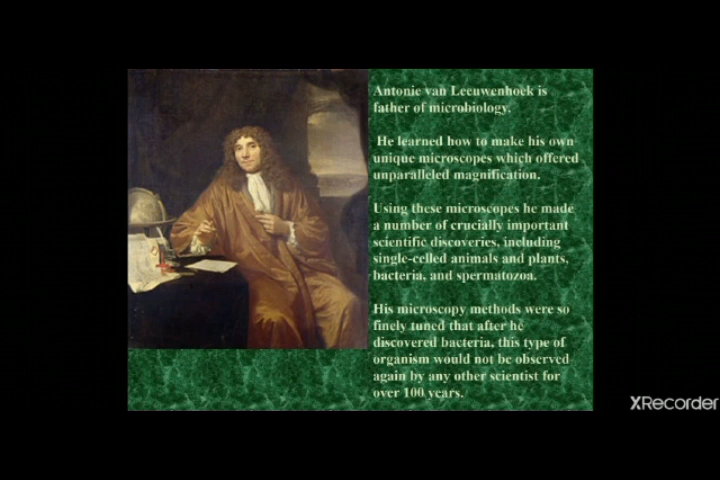 Antonie van Leeuwenhoek is
father of microbiology.
He learned how to make his own
unique microscopes which offered
unparalleled magnification.
Using these microscopes he made
a number of crucially important
scientific discoveries, including
single-celled animals and plants,
bacteria, and spermatozoa.
His microscopy methods were so
finely tuned that after he
discovered bacteria, this type of
organism would not be observed
again by any other scientist for
over 100 years.
XRecorder